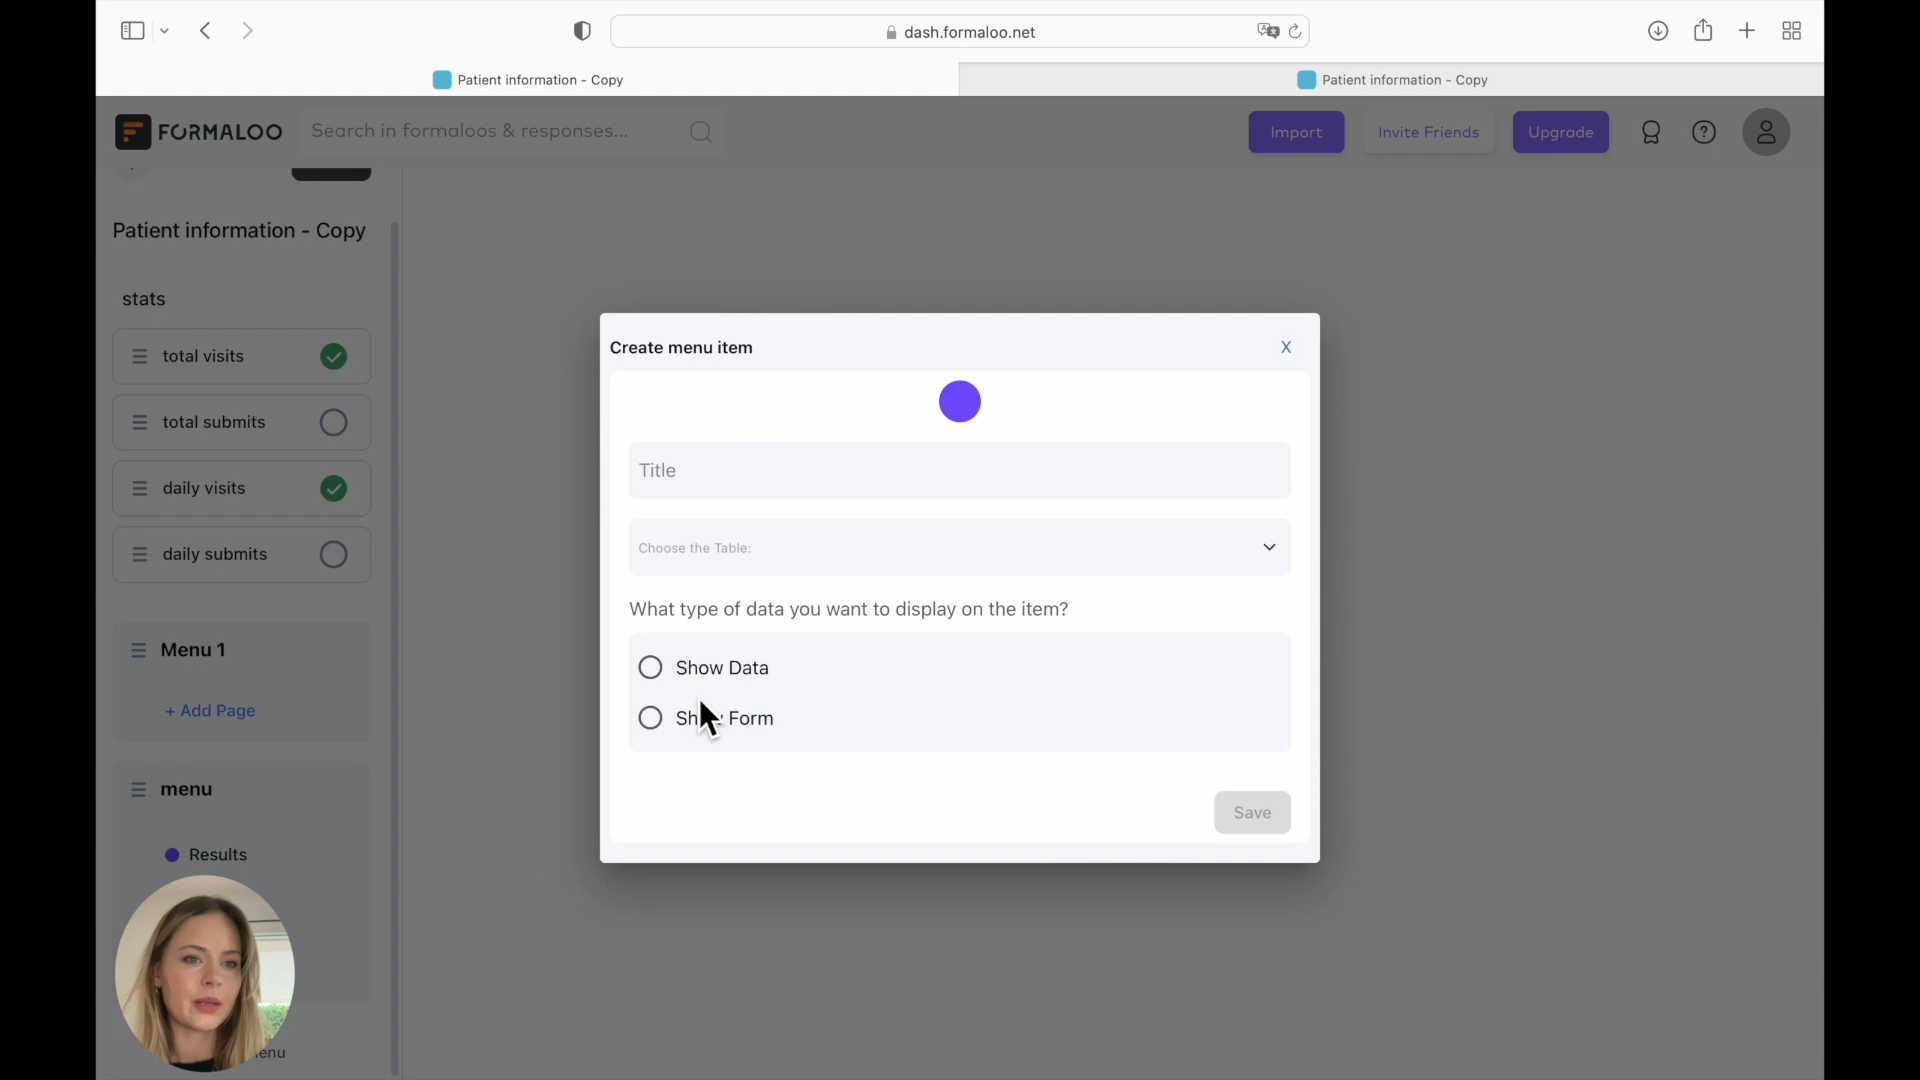 dash.formaloo.net
Patient information - Copy
Patient information - Copy
FORMALOO
Search in formaloos & responses...
Import
Invite Friends
Upgrade
Patient information - Copy
stats
total visits
total submits
daily visits
daily submits
Menu 1
+ Add Page
menu
Results
Create menu item
X
Title
Choose the Table:
What type of data you want to display on the item?
Show Data
Show Form
Save